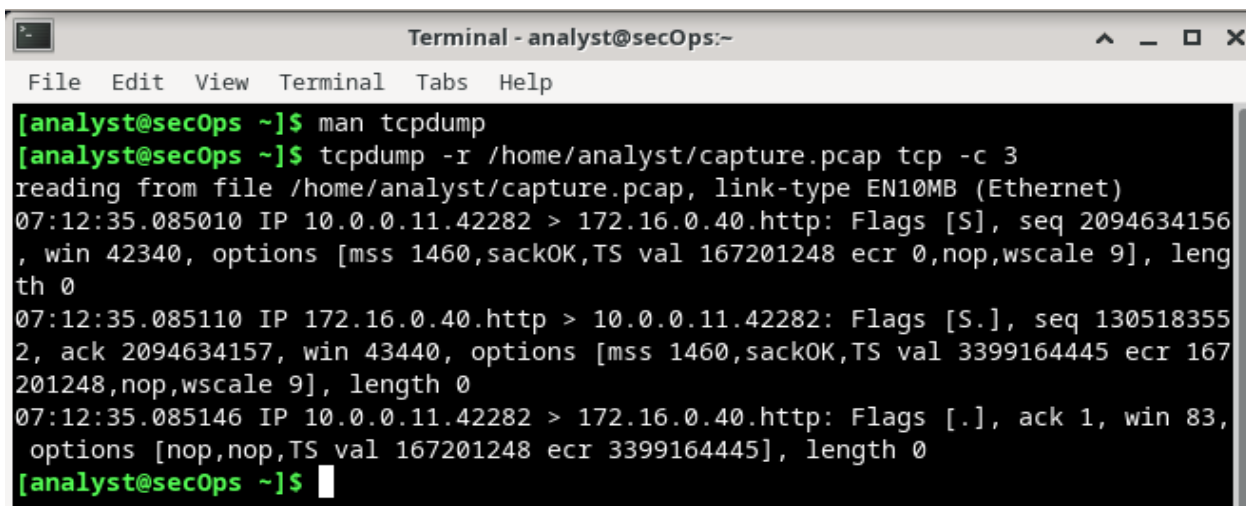 Terminal - analyst@secOps:~
File Edit View Terminal Tabs Help
[analyst@secOps ~]$ man tcpdump
[analyst@secOps ~]$ tcpdump -r /home/analyst/capture.pcap tcp -c 3
reading from file /home/analyst/capture.pcap, link-type EN10MB (Ethernet)
07:12:35.085010 IP 10.0.0.11.42282 > 172.16.0.40.http: Flags [S], seq 2094634156
, win 42340, options [mss 1460,sackOK,TS val 167201248 ecr 0,nop,wscale 9], leng
th 0
07:12:35.085110 IP 172.16.0.40.http > 10.0.0.11.42282: Flags [S.], seq 130518355
2, ack 2094634157, win 43440, options [mss 1460,sackOK,TS val 3399164445 ecr 167
201248,nop,wscale 9], length 0
07:12:35.085146 IP 10.0.0.11.42282 > 172.16.0.40.http: Flags [.], ack 1, win 83,
 options [nop,nop,TS val 167201248 ecr 3399164445], length 0
[analyst@secOps ~]$